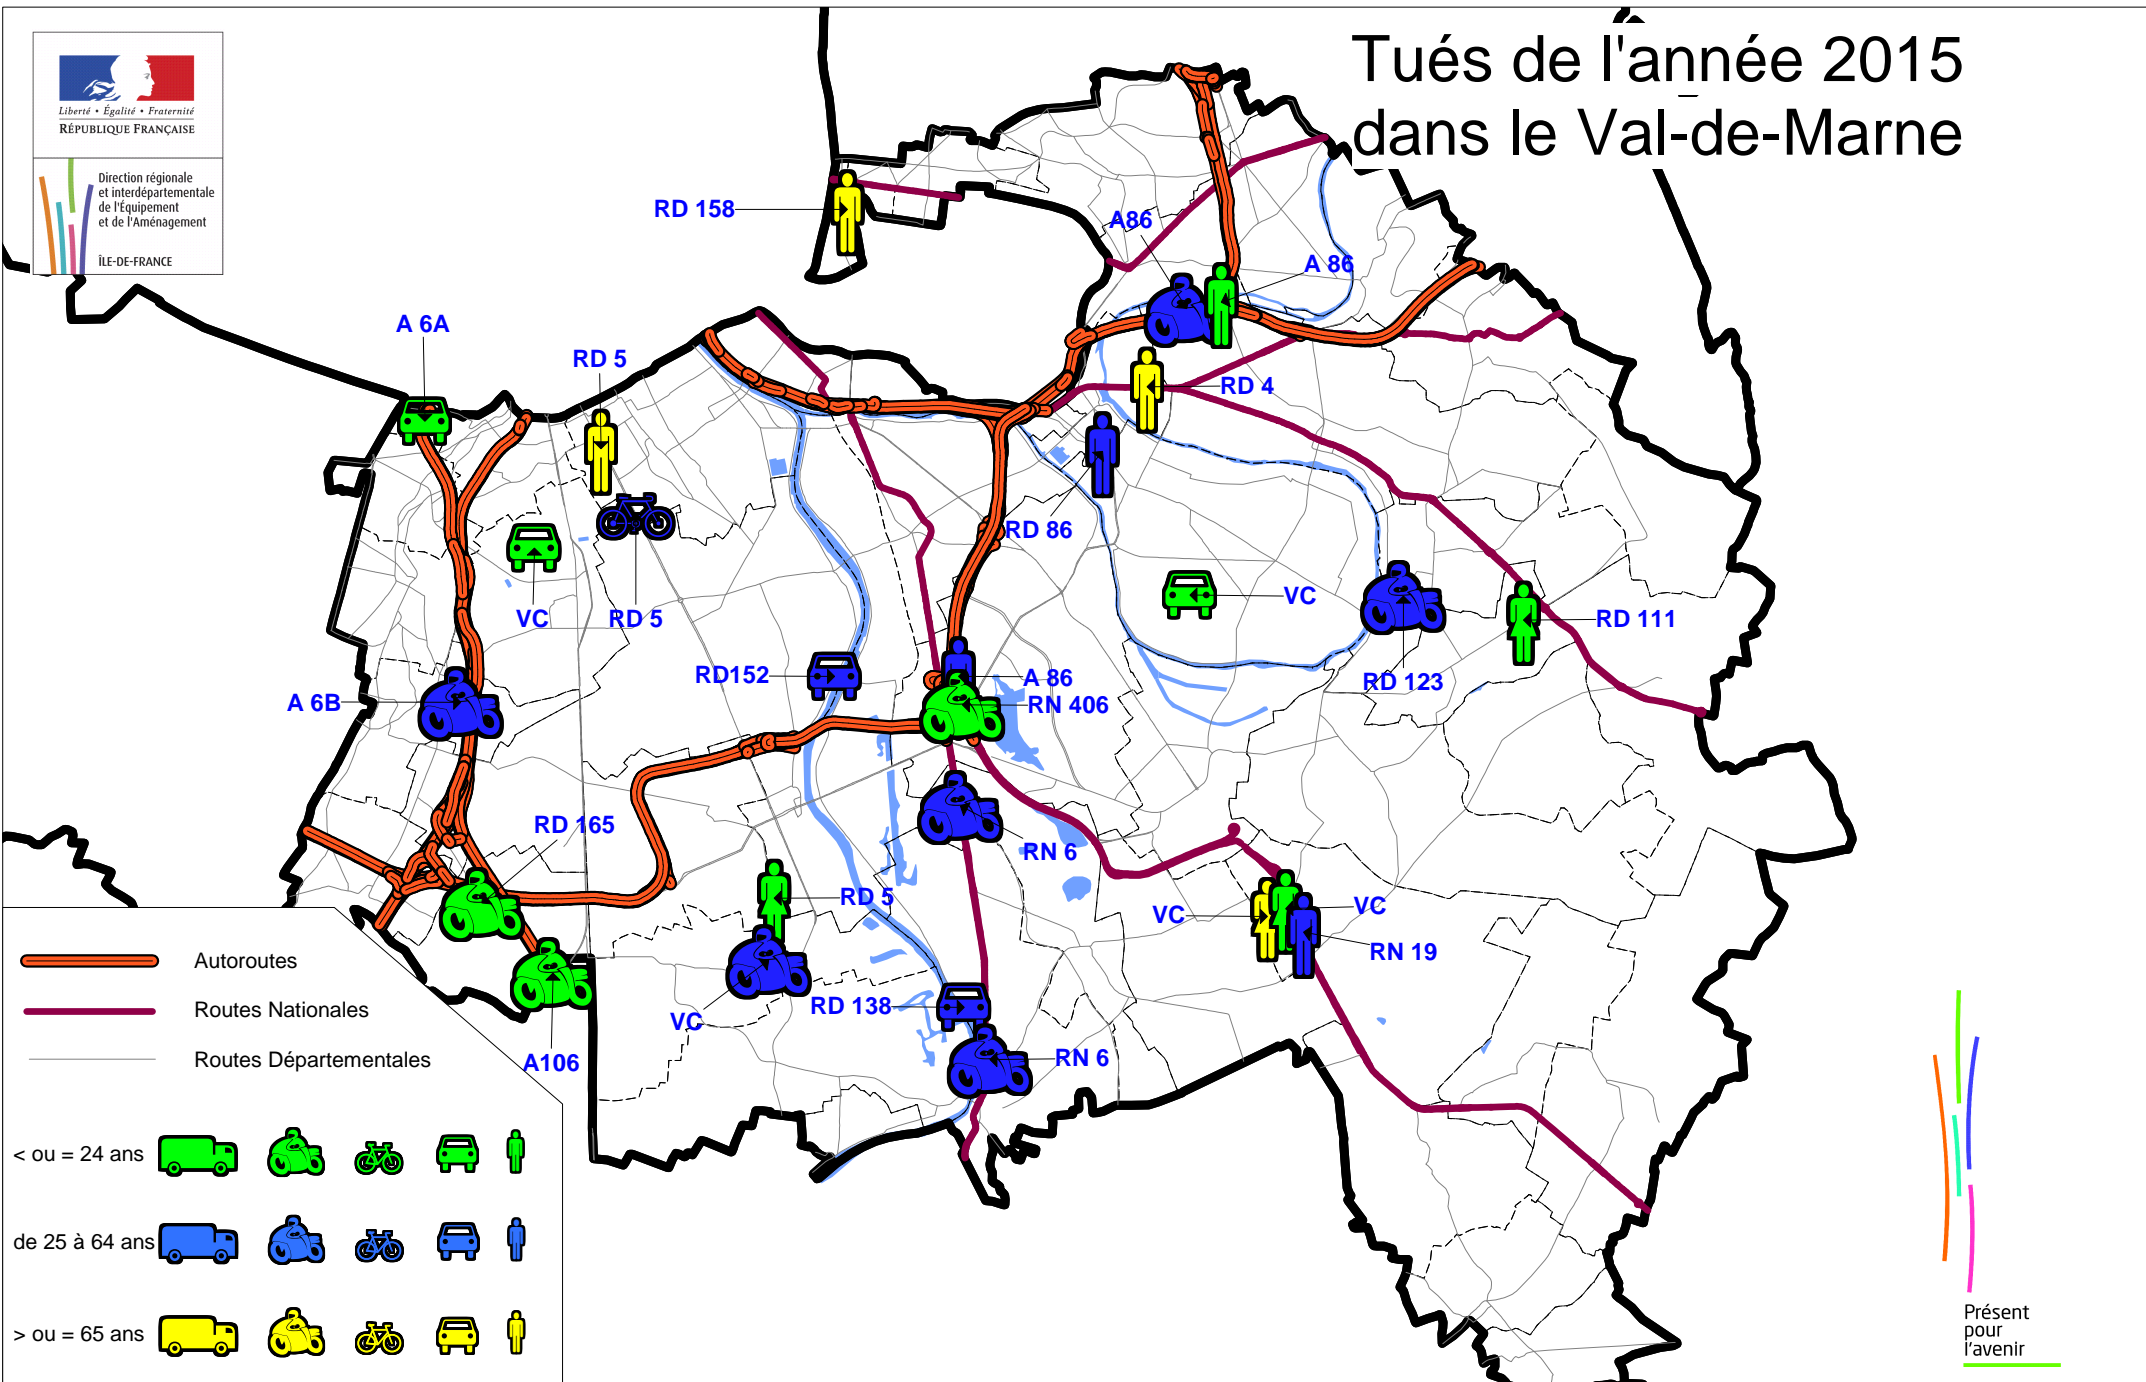 Tués de l'année 2015
dans le Val-de-Marne
Liberté • Égalité • Fraternité
RÉPUBLIQUE FRANÇAISE
Direction régionale
et interdépartementale
de l'Équipement
et de l'Aménagement
ÎLE-DE-FRANCE
RD 158
A86
A 86
A 6A
RD 5
RD 4
RD 86
VC
RD 5
VC
RD 111
RD152
A 86
RD 123
A 6B
RN 406
RD 165
RN 6
RD 5
VC
VC
RN 19
RD 138
VC
RN 6
A106
Autoroutes
Routes Nationales
Routes Départementales
< ou = 24 ans
de 25 à 64 ans
> ou = 65 ans
Présent
pour
l'avenir